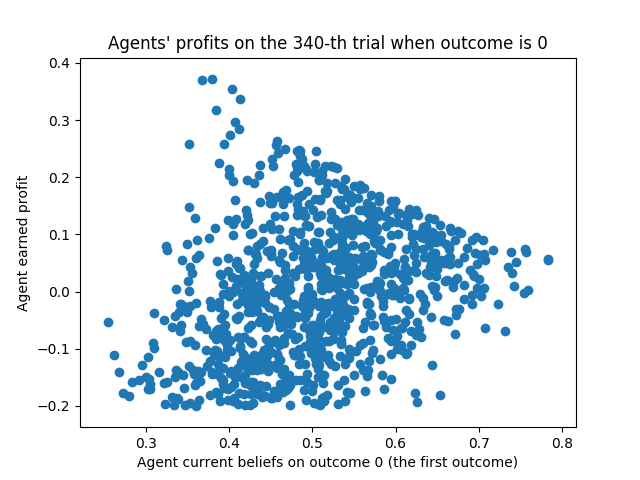 Agents' profits on the 340-th trial when outcome is 0
0.4
0.3
0.2
0.1
0.0
−0.1
−0.2
Agent earned profit
0.3 0.4 0.5 0.6 0.7 0.8
Agent current beliefs on outcome 0 (the first outcome)